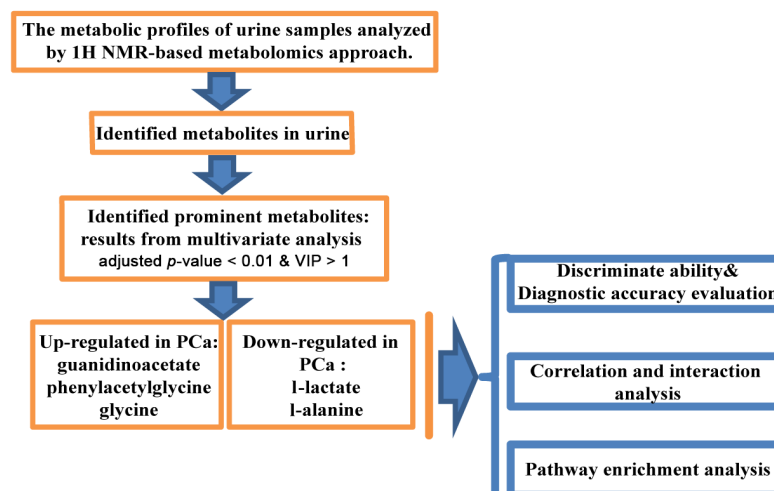 The metabolic profiles of urine samples analyzed
by 1H NMR-based metabolomics approach.
Identified metabolites in urine
Identified prominent metabolites:
results from multivariate analysis
adjusted p-value < 0.01 & VIP > 1
Up-regulated in PCa:
guanidinoacetate
phenylacetylglycine
glycine
Down-regulated in
PCa :
l-lactate
l-alanine
Discriminate ability&
Diagnostic accuracy evaluation
Correlation and interaction
analysis
Pathway enrichment analysis